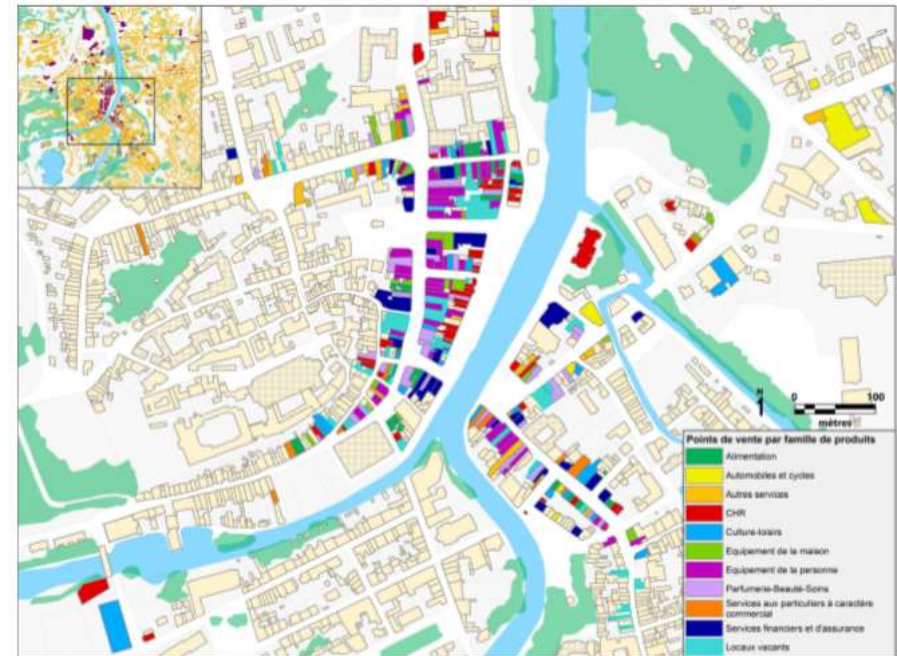 N
0 100
mètres
Points de vente par famille de produits
Alimentation
Automobiles et cycles
Autres services
CHR
Culture-loisirs
Equipement de la maison
Equipement de la personne
Parfumerie-Beauté-Soins
Services aux particuliers à caractère
commercial
Services financiers et d'assurance
Locaux vacants